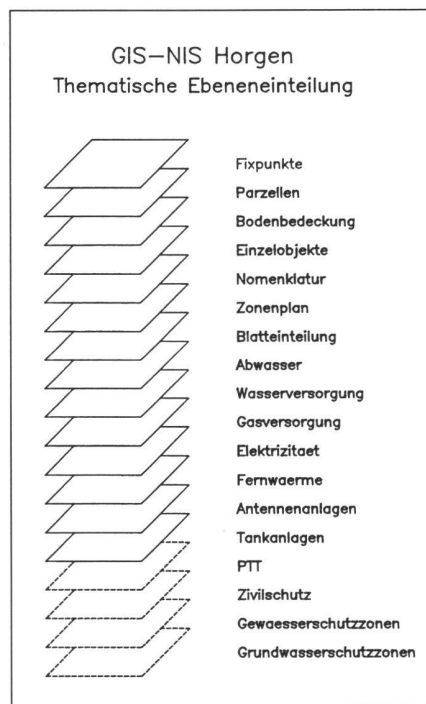 GIS-NIS Horgen
Thematische Ebeneneinteilung
Fixpunkte
Parzellen
Bodenbedeckung
Einzelobjekte
Nomenklatur
Zonenplan
Blatteinteilung
Abwasser
Wasserversorgung
Gasversorgung
Elektrizitaet
Fernwaerme
Antennenanlagen
Tankanlagen
PTT
Zivilschutz
Gewaesserschutzzonen
Grundwasserschutzzonen